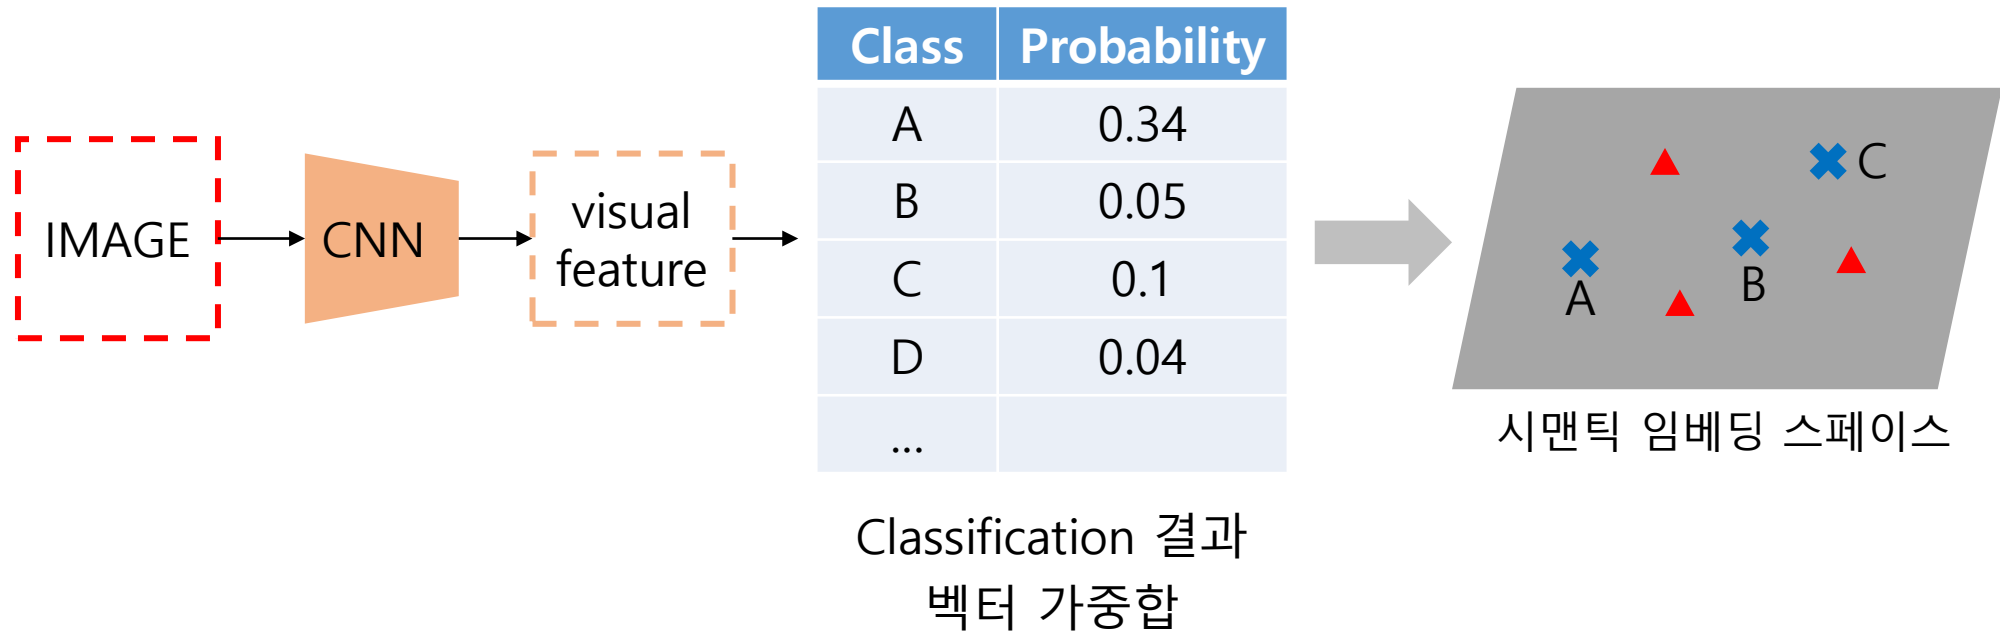 IMAGE
CNN
visual
feature
Class Probability
A 0.34
B 0.05
C 0.1
D 0.04
...
Classification 결과
벡터 가중합
C
A
B
시맨틱 임베딩 스페이스